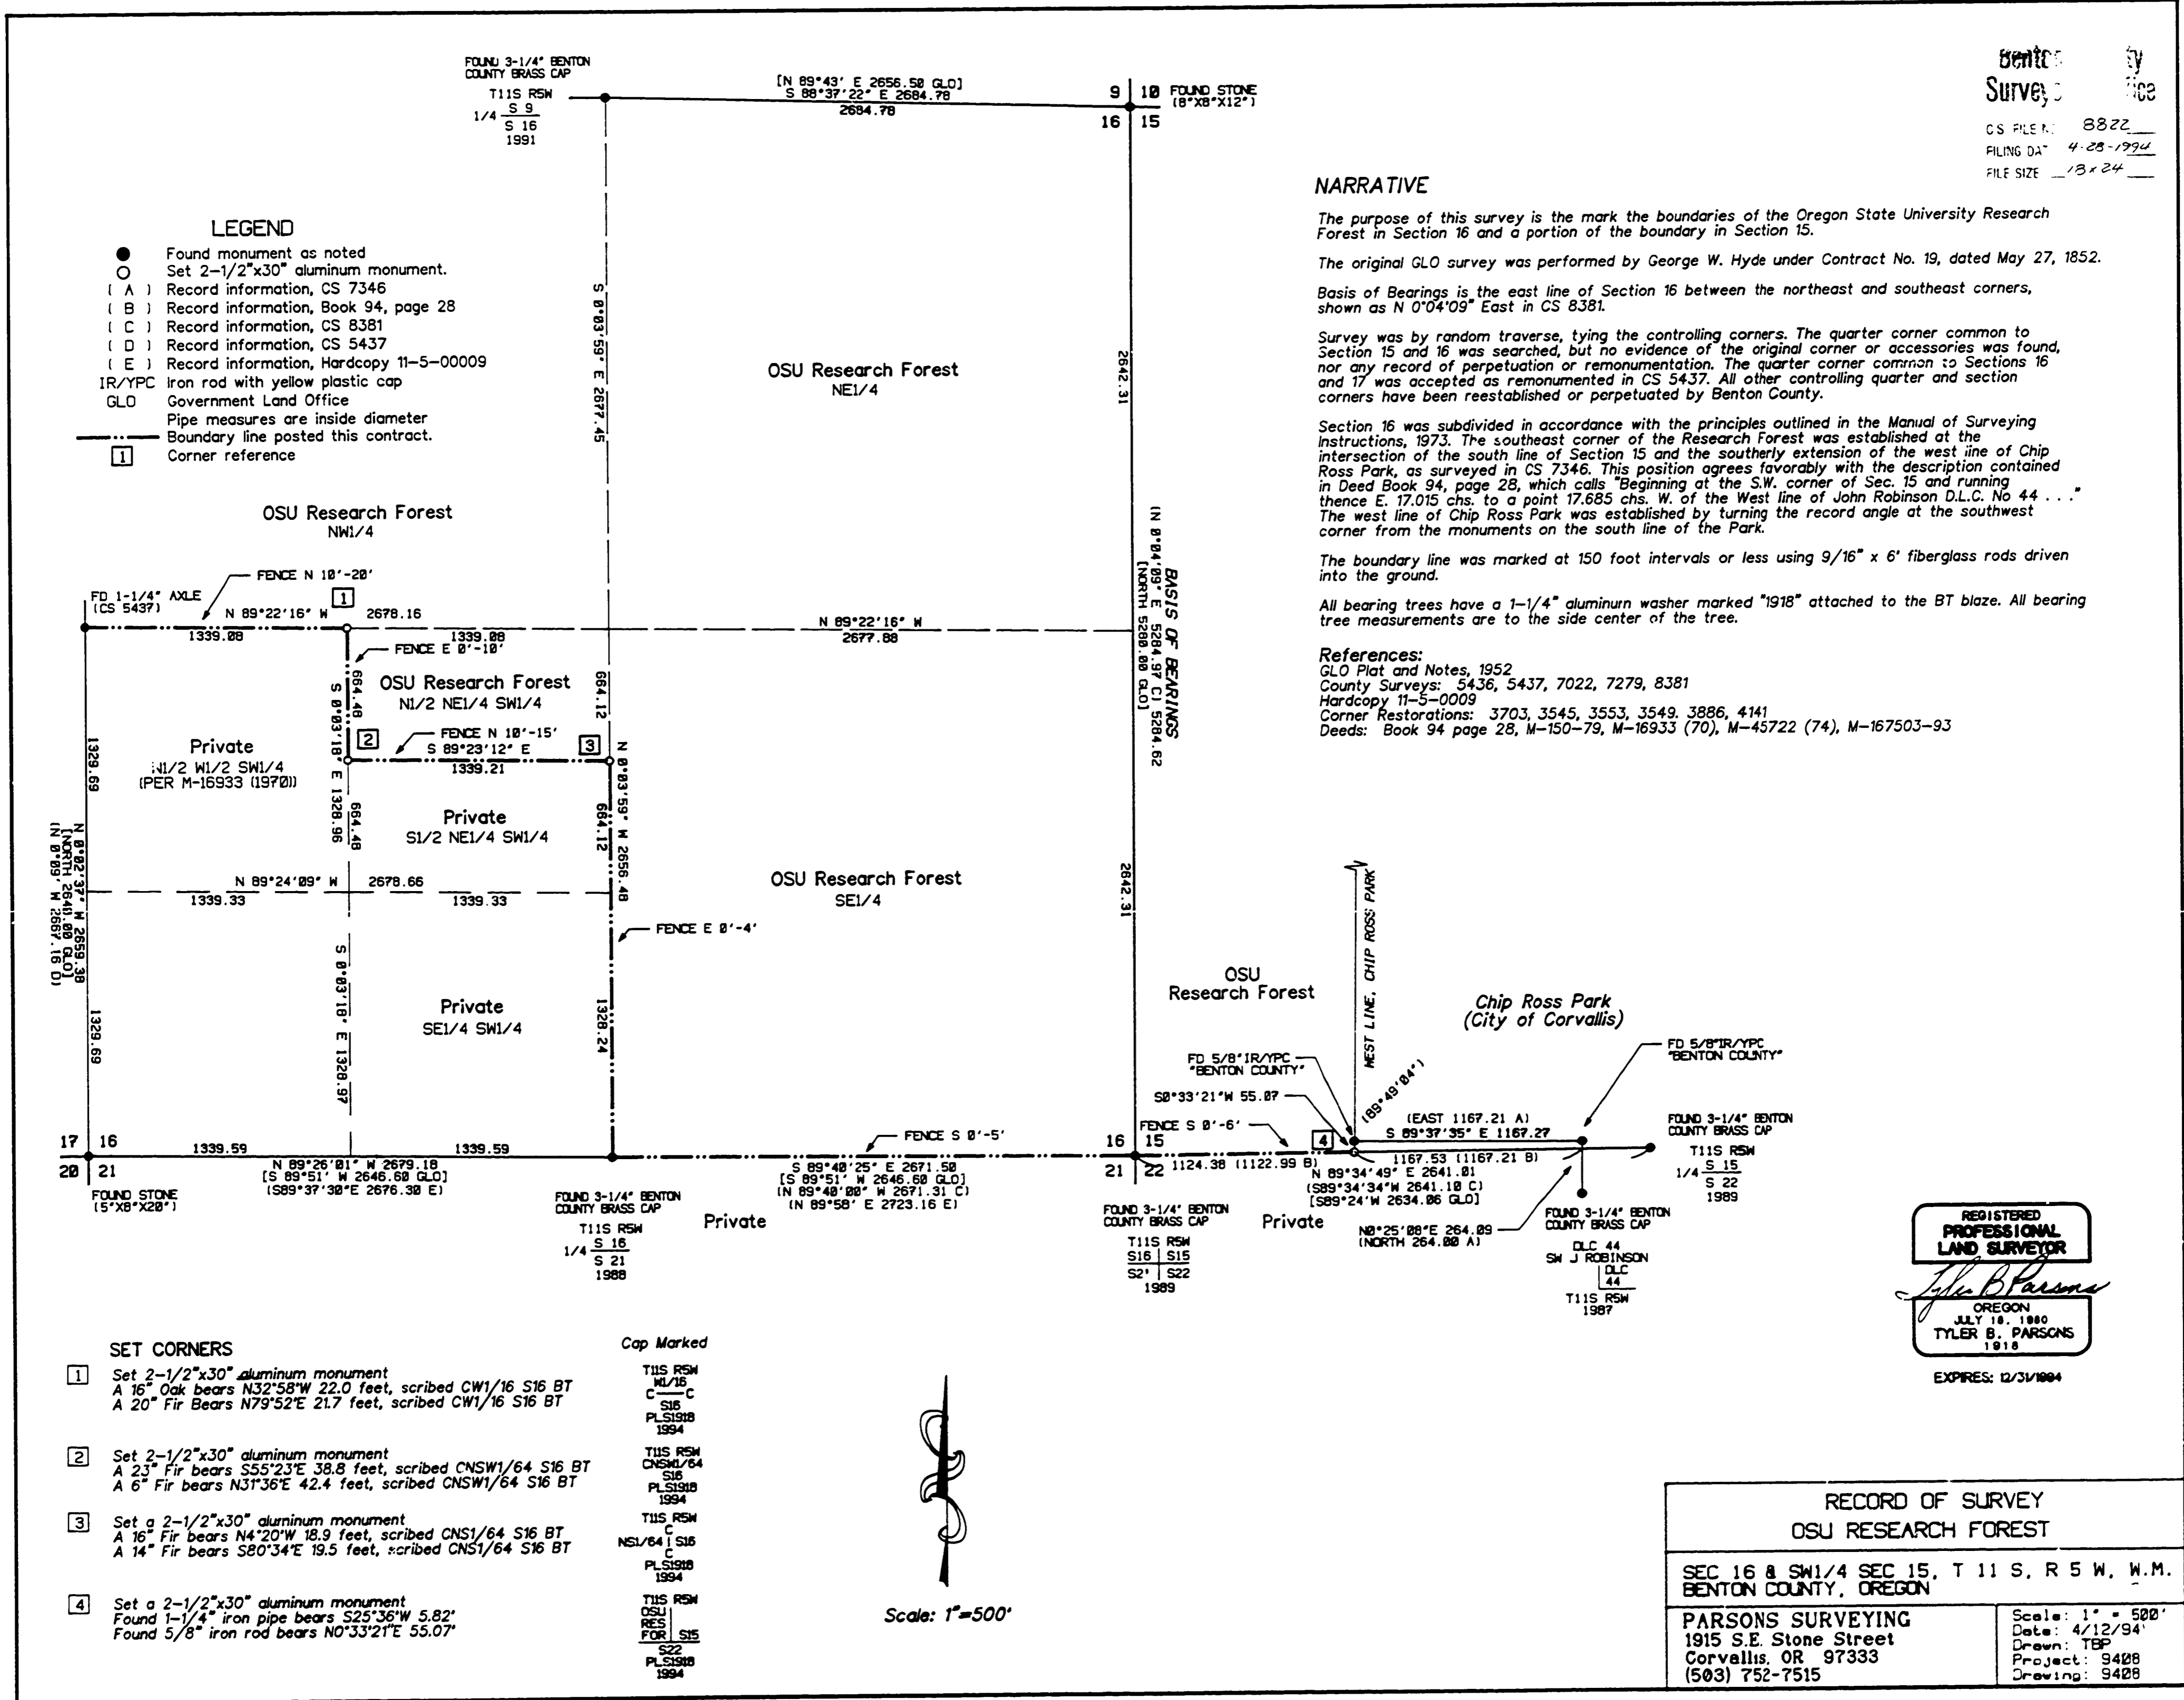 Surve
C S FILE N 8822
FILING DA 4-28-1994
FILE SIZE 18x24
FOUND 3-1/4" BENTON
COUNTY BRASS CAP
T11S R5W
1/4 S 9
S 16
1991
[N 89°43' E 2656.50 GLO]
S 88°37'22" E 2684.78
2684.78
9 10
16 15
FOUND STONE
(8"X8"X12")
LEGEND
Found monument as noted
Set 2-1/2"x30" aluminum monument.
( A ) Record information, CS 7346
( B ) Record information, Book 94, page 28
( C ) Record information, CS 8381
( D ) Record information, CS 5437
( E ) Record information, Hardcopy 11-5-00009
IR/YPC Iron rod with yellow plastic cap
GLO Government Land Office
Pipe measures are inside diameter
Boundary line posted this contract.
1 Corner reference
NARRATIVE
The purpose of this survey is the mark the boundaries of the Oregon State University Research
Forest in Section 16 and a portion of the boundary in Section 15.
The original GLO survey was performed by George W. Hyde under Contract No. 19, dated May 27, 1852.
Basis of Bearings is the east line of Section 16 between the northeast and southeast corners,
shown as N 0°04'09" East in CS 8381.
Survey was by random traverse, tying the controlling corners. The quarter corner common to
Section 15 and 16 was searched, but no evidence of the original corner or accessories was found,
nor any record of perpetuation or remonumentation. The quarter corner common to Sections 16
and 17 was accepted as remonumented in CS 5437. All other controlling quarter and section
corners have been reestablished or perpetuated by Benton County.
Section 16 was subdivided in accordance with the principles outlined in the Manual of Surveying
Instructions, 1973. The southeast corner of the Research Forest was established at the
intersection of the south line of Section 15 and the southerly extension of the west line of Chip
Ross Park, as surveyed in CS 7346. This position agrees favorably with the description contained
in Deed Book 94, page 28, which calls "Beginning at the S.W. corner of Sec. 15 and running
thence E. 17.015 chs. to a point 17.685 chs. W. of the West line of John Robinson D.L.C. No 44 . . ."
The west line of Chip Ross Park was established by turning the record angle at the southwest
corner from the monuments on the south line of the Park.
The boundary line was marked at 150 foot intervals or less using 9/16" x 6' fiberglass rods driven
into the ground.
All bearing trees have a 1-1/4" aluminum washer marked "1918" attached to the BT blaze. All bearing
tree measurements are to the side center of the tree.
References:
GLO Plat and Notes, 1952
County Surveys: 5436, 5437, 7022, 7279, 8381
Hardcopy 11-5-0009
Corner Restorations: 3703, 3545, 3553, 3549. 3886, 4141
Deeds: Book 94 page 28, M-150-79, M-16933 (70), M-45722 (74), M-167503-93
S 0°03'59" E 2677.45
2642.31
OSU Research Forest
NE1/4
OSU Research Forest
NW1/4
(N 0°04'09" E 5284.97 C) 5284.62
[NORTH 5280.00 GLO]
BASIS OF BEARINGS
FENCE N 10'-20'
FD 1-1/4" AXLE
(CS 5437)
N 89°22'16" W 2678.16
1
1339.08
1339.08
N 89°22'16" W
2677.88
FENCE E 0'-10'
664.48
S 0°03'18" E 1328.96
OSU Research Forest
N1/2 NE1/4 SW1/4
664.12
2
FENCE N 10'-15'
S 89°23'12" E
1339.21
3
Private
N1/2 W1/2 SW1/4
(PER M-16933 (1970))
1329.69
664.48
Private
S1/2 NE1/4 SW1/4
664.12
N 0°03'59" W 2656.48
N 0°02'37" W 2659.38
[NORTH 2640.00 GLO]
(N 0°09' W 2667.16 D)
N 89°24'09" W 2678.66
1339.33
1339.33
OSU Research Forest
SE1/4
2642.31
FENCE E 0'-4'
S 0°03'18" E 1328.97
Private
SE1/4 SW1/4
1328.24
1329.69
OSU
Research Forest
WEST LINE, CHIP ROSS PARK
Chip Ross Park
(City of Corvallis)
FD 5/8"IR/YPC
"BENTON COUNTY"
(89°49'04")
FD 5/8"IR/YPC
"BENTON COUNTY"
S0°33'21"W 55.07
(EAST 1167.21 A)
S 89°37'35" E 1167.27
FENCE S 0'-6'
4
17 16
20 21
1339.59
1339.59
N 89°26'01" W 2679.18
[S 89°51' W 2646.60 GLO]
(S89°37'30"E 2676.30 E)
FOUND STONE
(5"X8"X20")
FENCE S 0'-5'
S 89°40'25" E 2671.50
[S 89°51' W 2646.60 GLO]
(N 89°40'00" W 2671.31 C)
(N 89°58' E 2723.16 E)
16 15
21 22
1124.38 (1122.99 B)
1167.53 (1167.21 B)
N 89°34'49" E 2641.01
(S89°34'34"W 2641.10 C)
[S89°24'W 2634.06 GLO]
FOUND 3-1/4" BENTON
COUNTY BRASS CAP
T11S R5W
1/4 S 15
S 22
1989
FOUND 3-1/4" BENTON
COUNTY BRASS CAP
T11S R5W
1/4 S 16
S 21
1988
Private
FOUND 3-1/4" BENTON
COUNTY BRASS CAP
T11S R5W
S16 S15
S2' S22
1989
Private
N0°25'08"E 264.09
(NORTH 264.00 A)
FOUND 3-1/4" BENTON
COUNTY BRASS CAP
DLC 44
SW J ROBINSON
DLC
44
T11S R5W
1987
REGISTERED
PROFESSIONAL
LAND SURVEYOR
Tyler B Parsons
OREGON
JULY 18, 1980
TYLER B. PARSONS
1918
EXPIRES: 12/31/1994
SET CORNERS
Cap Marked
1 Set 2-1/2"x30" aluminum monument
A 16" Oak bears N32°58'W 22.0 feet, scribed CW1/16 S16 BT
A 20" Fir Bears N79°52'E 21.7 feet, scribed CW1/16 S16 BT
T11S R5W
W1/16
C C
S16
PLS1918
1994
2 Set 2-1/2"x30" aluminum monument
A 23" Fir bears S55°23'E 38.8 feet, scribed CNSW1/64 S16 BT
A 6" Fir bears N31°36'E 42.4 feet, scribed CNSW1/64 S16 BT
T11S R5W
CNSW1/64
S16
PLS1918
1994
3 Set a 2-1/2"x30" aluminum monument
A 16" Fir bears N4°20'W 18.9 feet, scribed CNS1/64 S16 BT
A 14" Fir bears S80°34'E 19.5 feet, scribed CNS1/64 S16 BT
T11S R5W
C
NS1/64 S16
C
PLS1918
1994
4 Set a 2-1/2"x30" aluminum monument
Found 1-1/4" iron pipe bears S25°36'W 5.82'
Found 5/8" iron rod bears N0°33'21"E 55.07'
T11S R5W
OSU
RES
FOR S15
S22
PLS1918
1994
Scale: 1"=500'
RECORD OF SURVEY
OSU RESEARCH FOREST
SEC 16 & SW1/4 SEC 15, T 11 S, R 5 W, W.M.
BENTON COUNTY, OREGON
PARSONS SURVEYING
1915 S.E. Stone Street
Corvallis, OR 97333
(503) 752-7515
Scale: 1" = 500'
Date: 4/12/94
Drawn: TBP
Project: 9408
Drawing: 9408